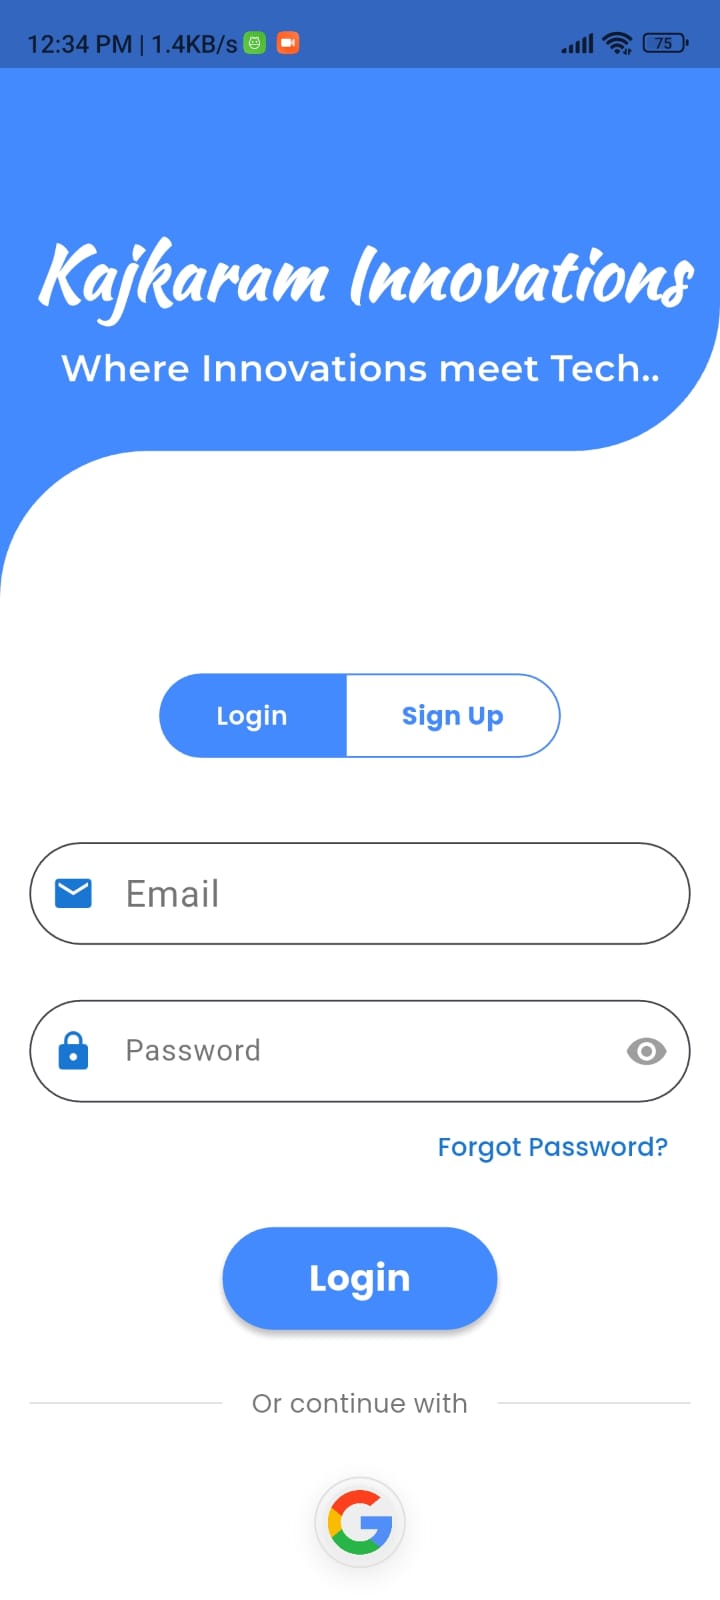 12:34 PM | 1.4KB/s
75
Kajkaram Innovations
Where Innovations meet Tech..
Login
Sign Up
Email
Password
Forgot Password?
Login
Or continue with
G